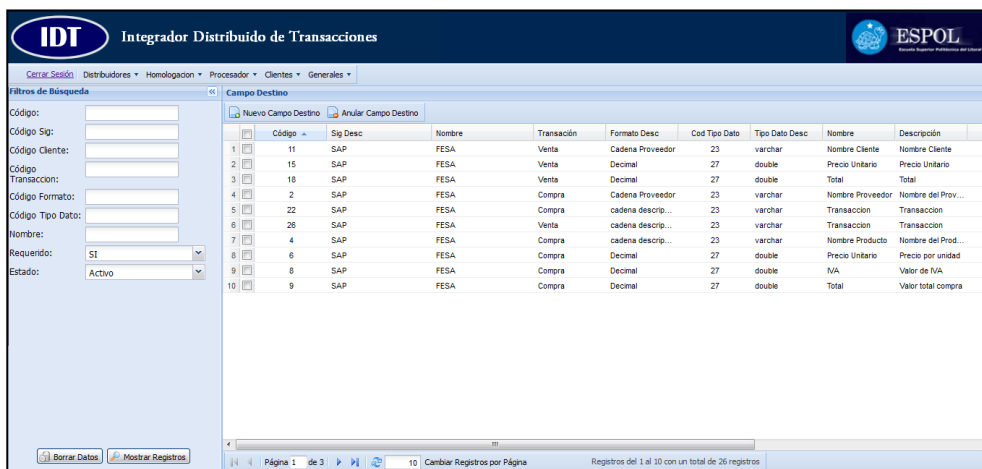 IDT
Integrador Distribuido de Transacciones
ESPOL
Escuela Superior Politécnica del Litoral
Cerrar Sesión Distribuidores Homologacion Procesador Clientes Generales
Filtros de Búsqueda
Código:
Código Sig:
Código Cliente:
Código Transaccion:
Código Formato:
Código Tipo Dato:
Nombre:
Requerido: SI
Estado: Activo
Borrar Datos Mostrar Registros
Campo Destino
Nuevo Campo Destino Anular Campo Destino
Código Sig Desc Nombre Transación Formato Desc Cod Tipo Dato Tipo Dato Desc Nombre Descripción
1 11 SAP FESA Venta Cadena Proveedor 23 varchar Nombre Cliente Nombre Cliente
2 15 SAP FESA Venta Decimal 27 double Precio Unitario Precio Unitario
3 18 SAP FESA Venta Decimal 27 double Total Total
4 2 SAP FESA Compra Cadena Proveedor 23 varchar Nombre Proveedor Nombre del Prov...
5 22 SAP FESA Compra cadena descrip... 23 varchar Transaccion Transaccion
6 26 SAP FESA Venta cadena descrip... 23 varchar Transaccion Transaccion
7 4 SAP FESA Compra cadena descrip... 23 varchar Nombre Producto Nombre del Prod...
8 6 SAP FESA Compra Decimal 27 double Precio Unitario Precio por unidad
9 8 SAP FESA Compra Decimal 27 double IVA Valor de IVA
10 9 SAP FESA Compra Decimal 27 double Total Valor total compra
Página 1 de 3 10 Cambiar Registros por Página Registros del 1 al 10 con un total de 26 registros